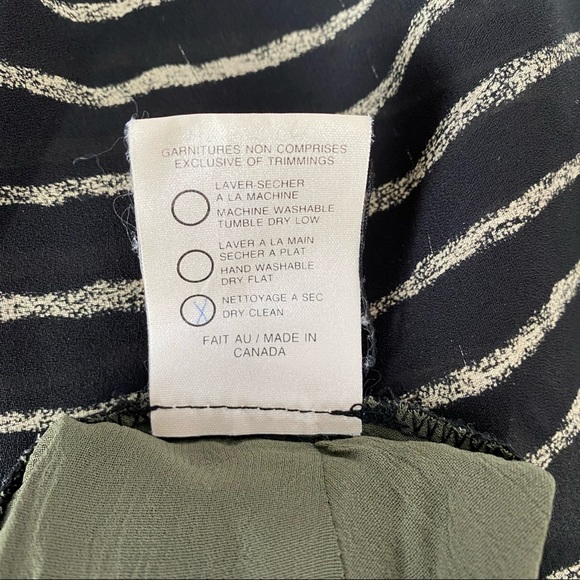 GARNITURES NON COMPRISES
EXCLUSIVE OF TRIMMINGS
LAVER-SECHER
A LA MACHINE
MACHINE WASHABLE
TUMBLE DRY LOW
LAVER A LA MAIN
SECHER A PLAT
HAND WASHABLE
DRY FLAT
X
NETTOYAGE A SEC
DRY CLEAN
FAIT AU / MADE IN
CANADA